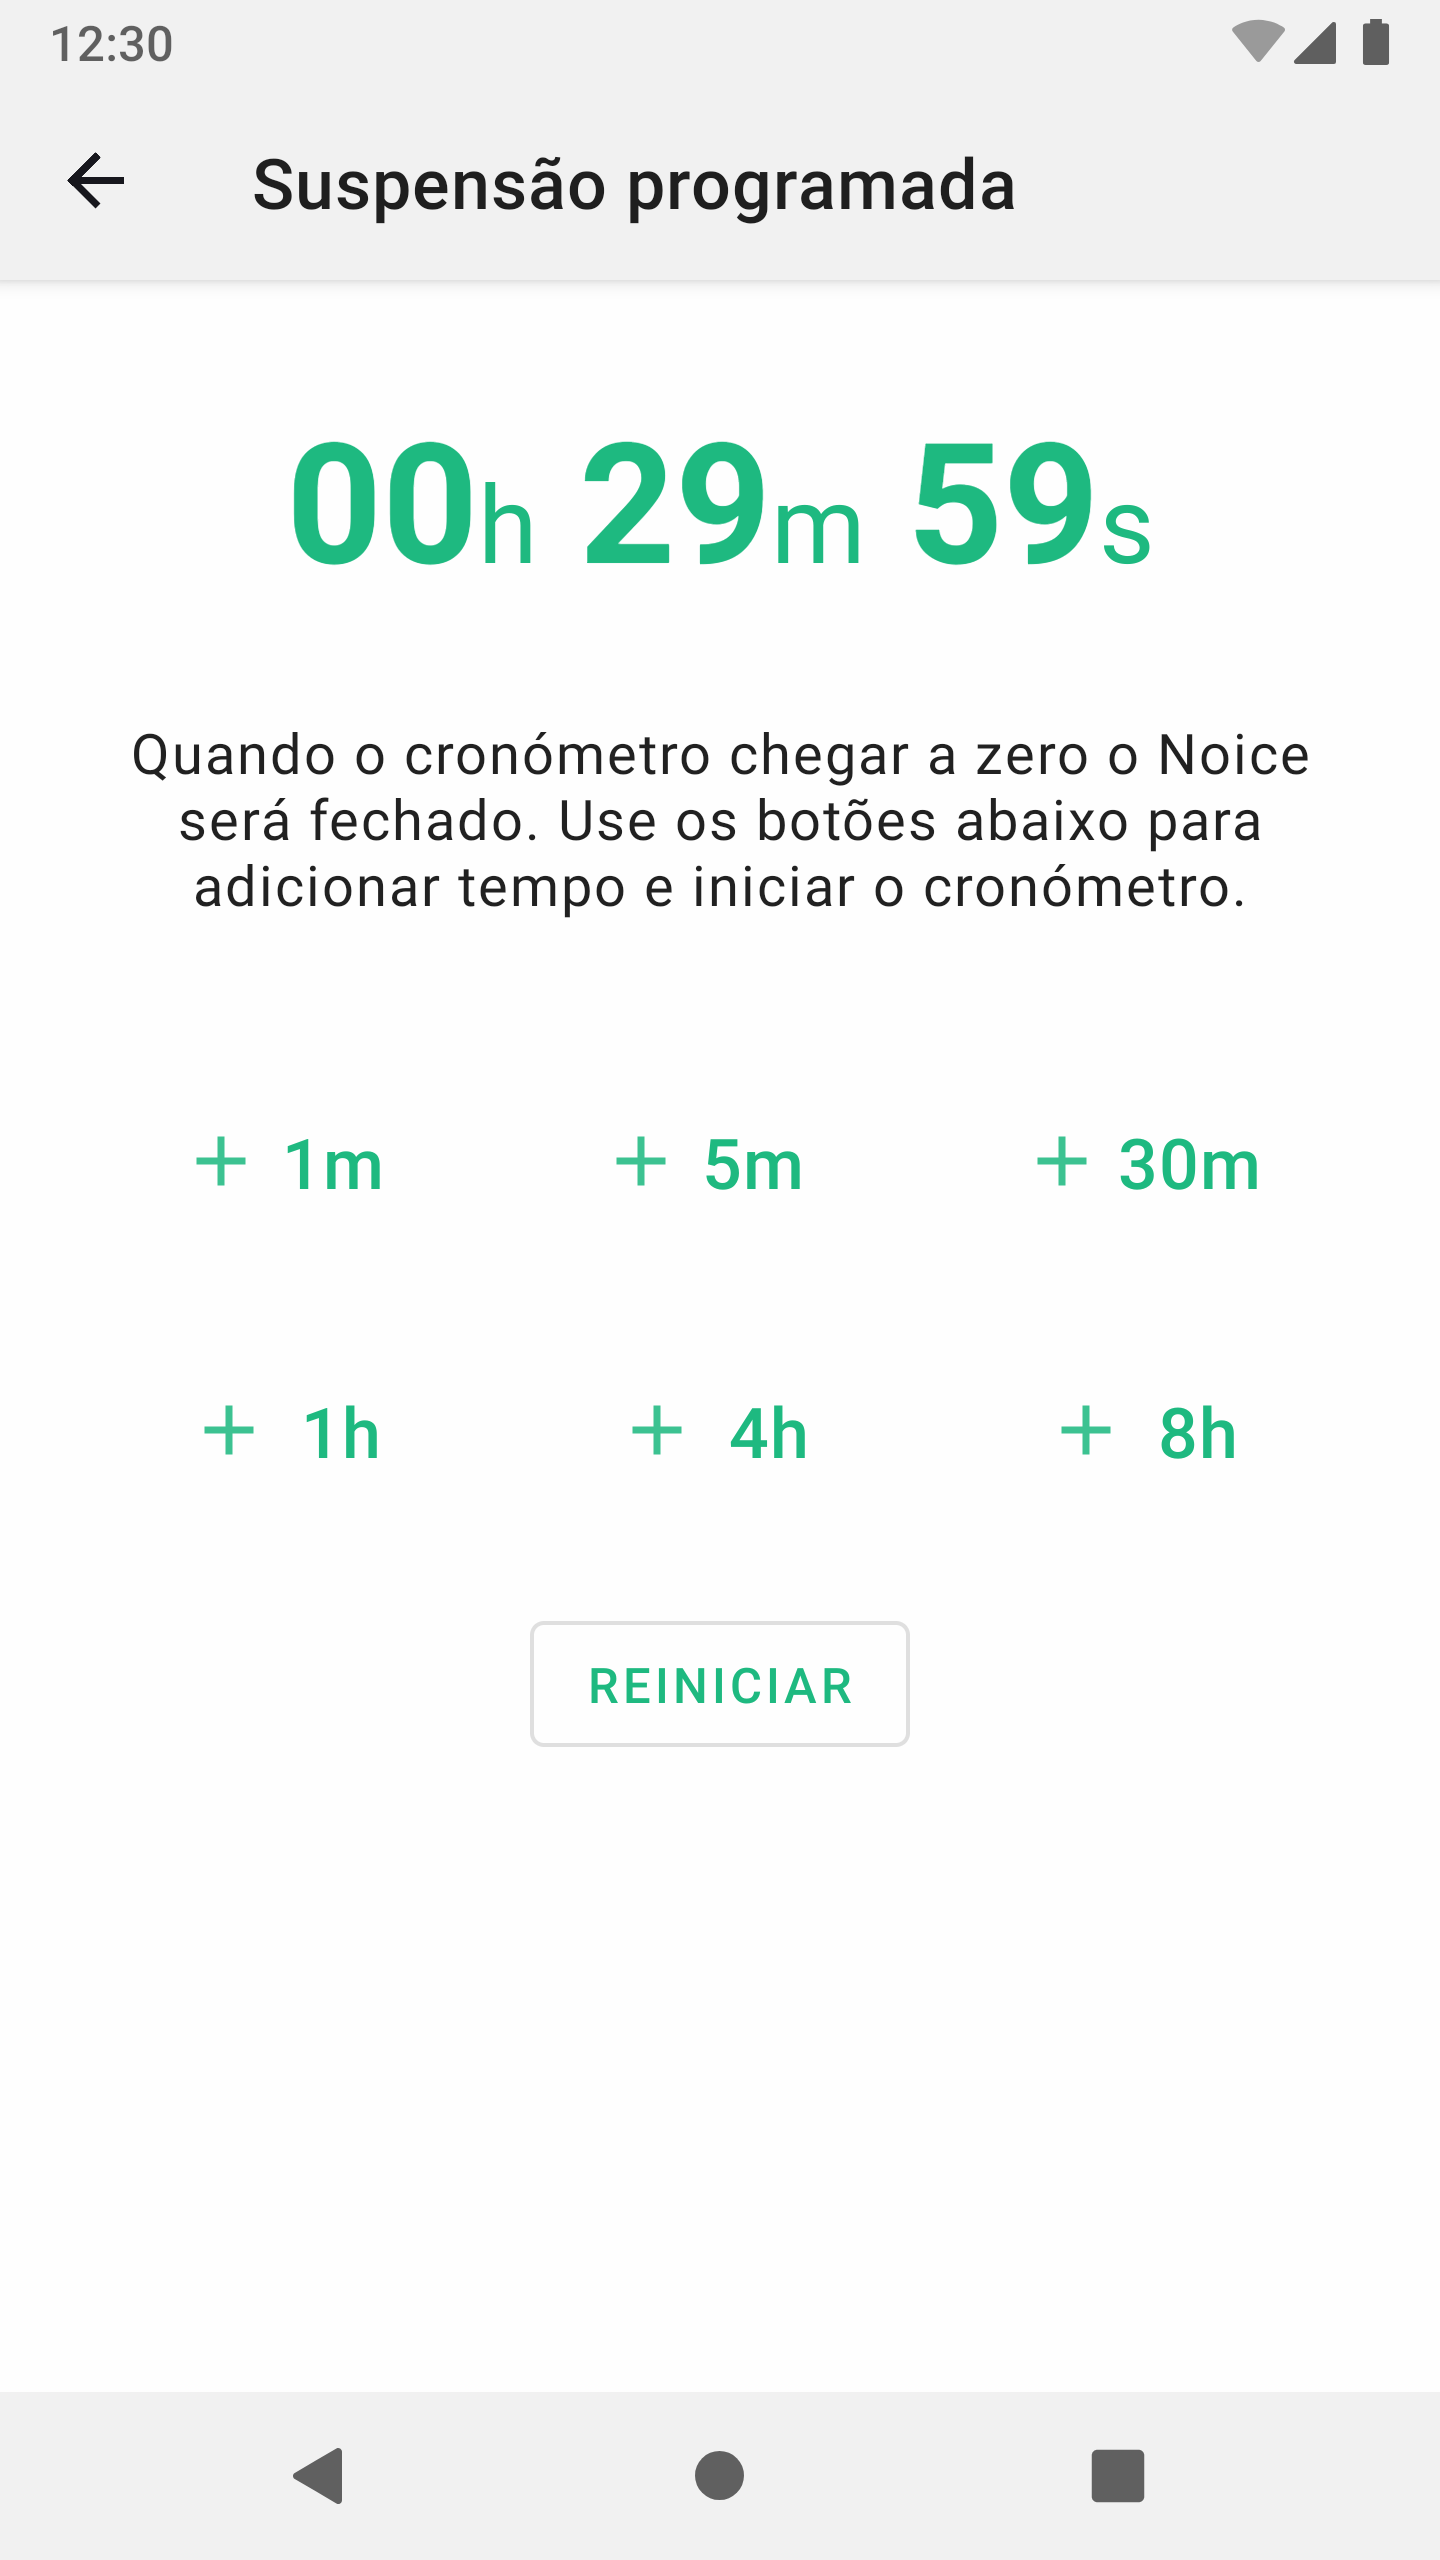 12:30
Suspensão programada
00h 29m 59s
Quando o cronómetro chegar a zero o Noice
será fechado. Use os botões abaixo para
adicionar tempo e iniciar o cronómetro.
+ 1m + 5m + 30m
+ 1h + 4h + 8h
REINICIAR